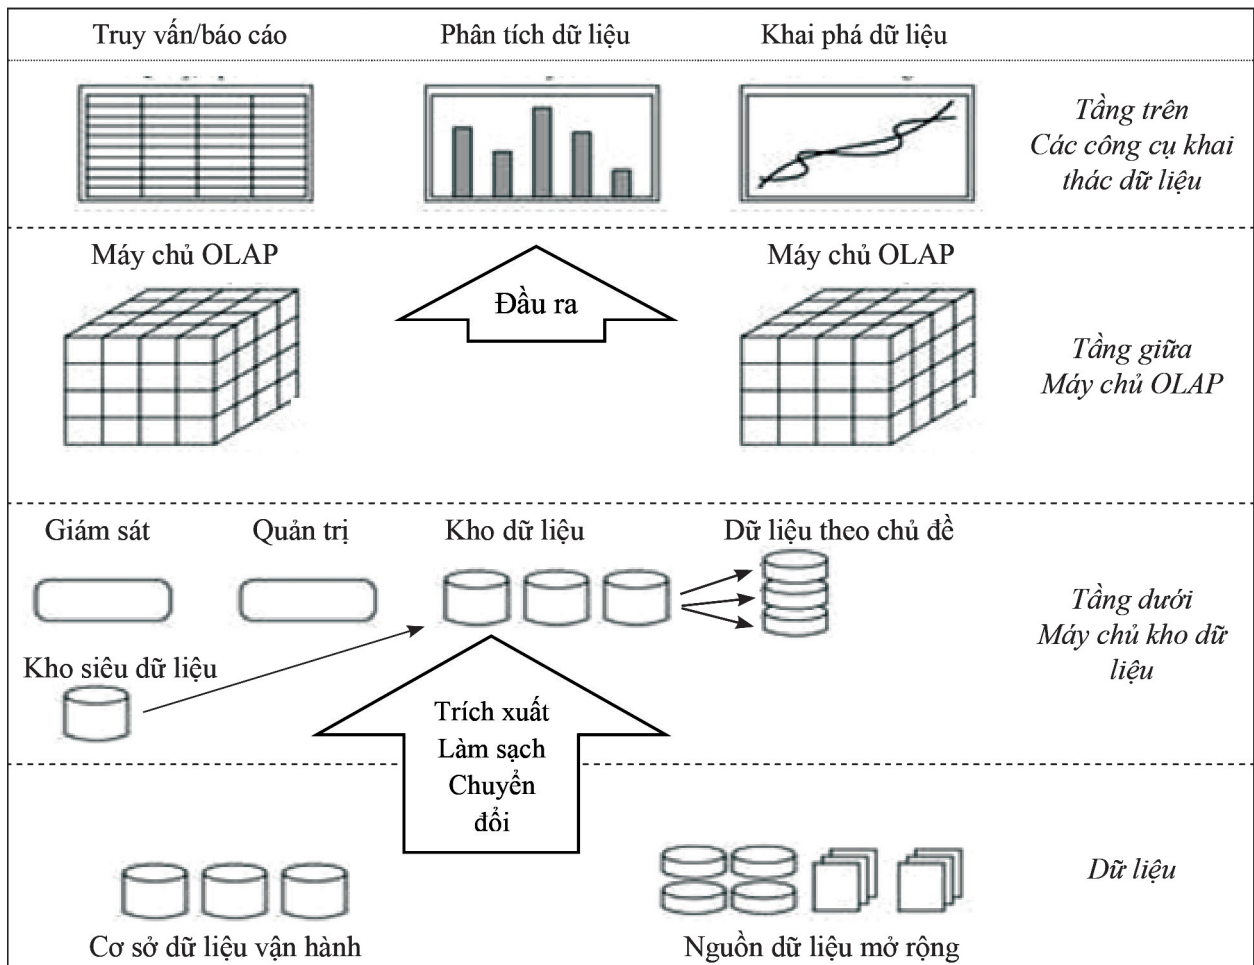 Truy vấn/báo cáo
Phân tích dữ liệu
Khai phá dữ liệu
Tầng trên
Các công cụ khai
thác dữ liệu
Máy chủ OLAP
Đầu ra
Máy chủ OLAP
Tầng giữa
Máy chủ OLAP
Giám sát
Quản trị
Kho dữ liệu
Dữ liệu theo chủ đề
Tầng dưới
Máy chủ kho dữ
liệu
Kho siêu dữ liệu
Trích xuất
Làm sạch
Chuyển
đổi
Dữ liệu
Cơ sở dữ liệu vận hành
Nguồn dữ liệu mở rộng